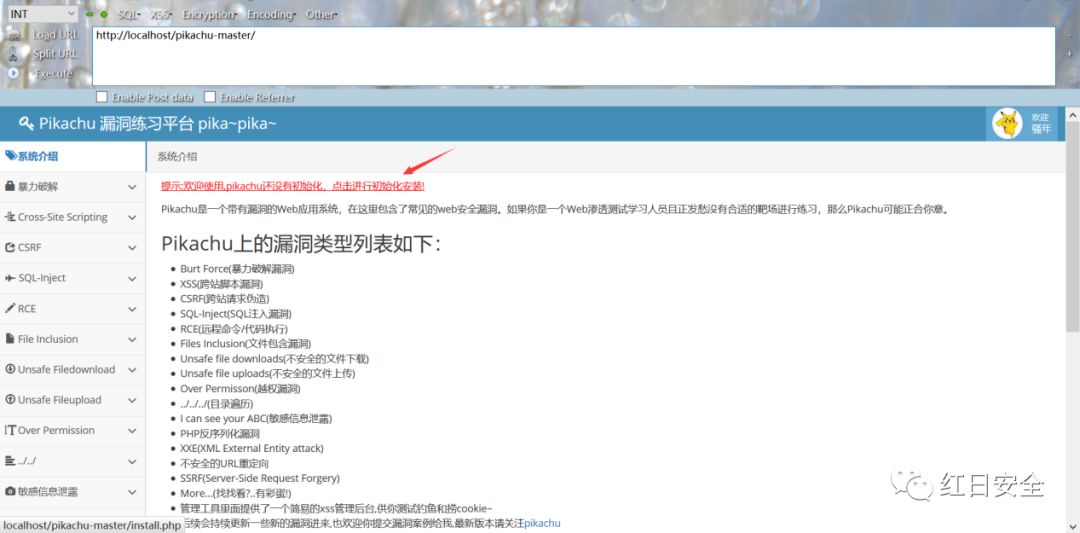 INT SQL XSS Encryption Encoding Other
Load URL http://localhost/pikachu-master/
Split URL
Execute
Enable Post data Enable Referrer
Pikachu 漏洞练习平台 pika~pika~
欢迎
骚年
系统介绍
暴力破解
Cross-Site Scripting
CSRF
SQL-Inject
RCE
File Inclusion
Unsafe Filedownload
Unsafe Fileupload
Over Permission
../../
敏感信息泄露
系统介绍
提示:欢迎使用,pikachu还没有初始化，点击进行初始化安装!
Pikachu是一个带有漏洞的Web应用系统，在这里包含了常见的web安全漏洞。如果你是一个Web渗透测试学习人员且正发愁没有合适的靶场进行练习，那么Pikachu可能正合你意。
Pikachu上的漏洞类型列表如下：
Burt Force(暴力破解漏洞)
XSS(跨站脚本漏洞)
CSRF(跨站请求伪造)
SQL-Inject(SQL注入漏洞)
RCE(远程命令/代码执行)
Files Inclusion(文件包含漏洞)
Unsafe file downloads(不安全的文件下载)
Unsafe file uploads(不安全的文件上传)
Over Permisson(越权漏洞)
../../../(目录遍历)
I can see your ABC(敏感信息泄露)
PHP反序列化漏洞
XXE(XML External Entity attack)
不安全的URL重定向
SSRF(Server-Side Request Forgery)
More...(找找看?..有彩蛋!)
管理工具里面提供了一个简易的xss管理后台,供你测试钓鱼和捞cookie~
后续会持续更新一些新的漏洞进来,也欢迎你提交漏洞案例给我,最新版本请关注pikachu
localhost/pikachu-master/install.php
红日安全